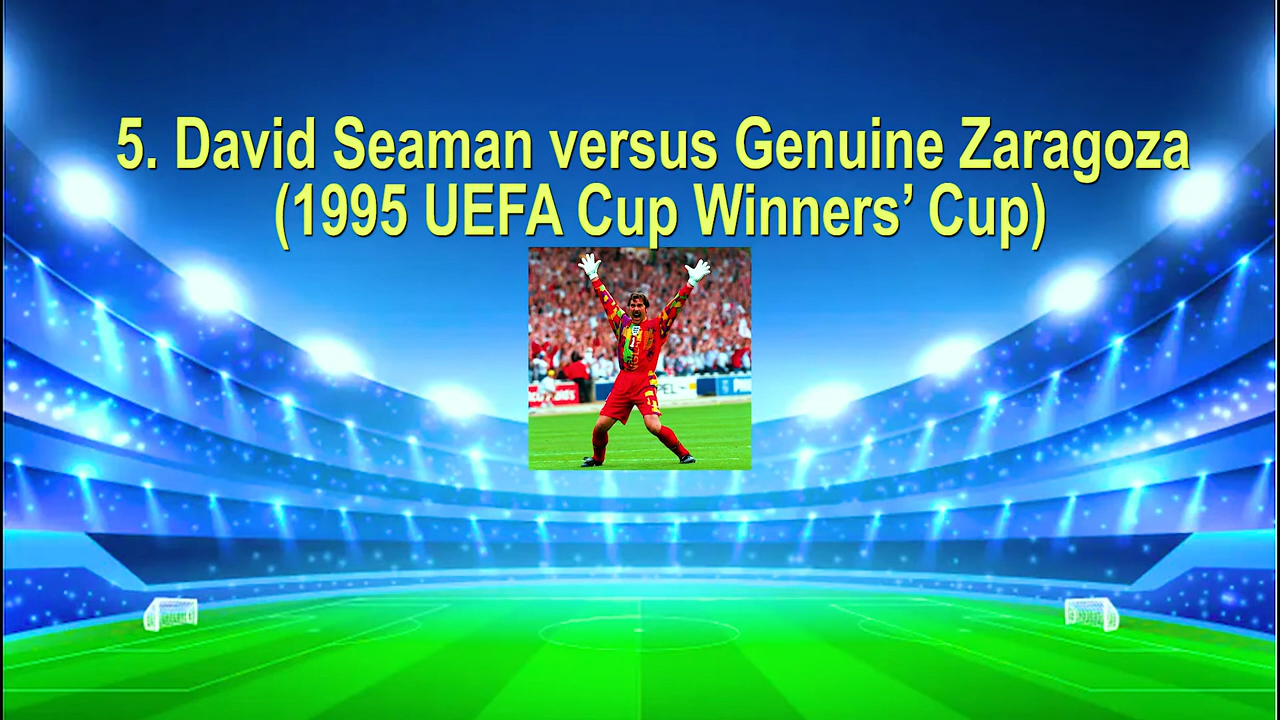 5. David Seaman versus Genuine Zaragoza
(1995 UEFA Cup Winners’ Cup)